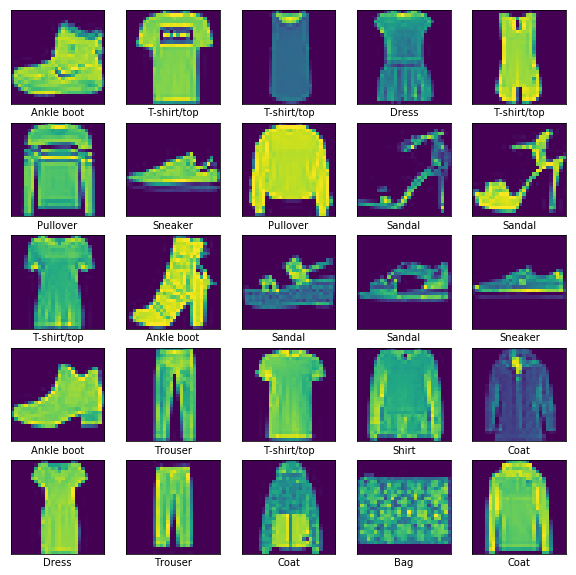 Ankle boot T-shirt/top T-shirt/top Dress T-shirt/top
Pullover Sneaker Pullover Sandal Sandal
T-shirt/top Ankle boot Sandal Sandal Sneaker
Ankle boot Trouser T-shirt/top Shirt Coat
Dress Trouser Coat Bag Coat